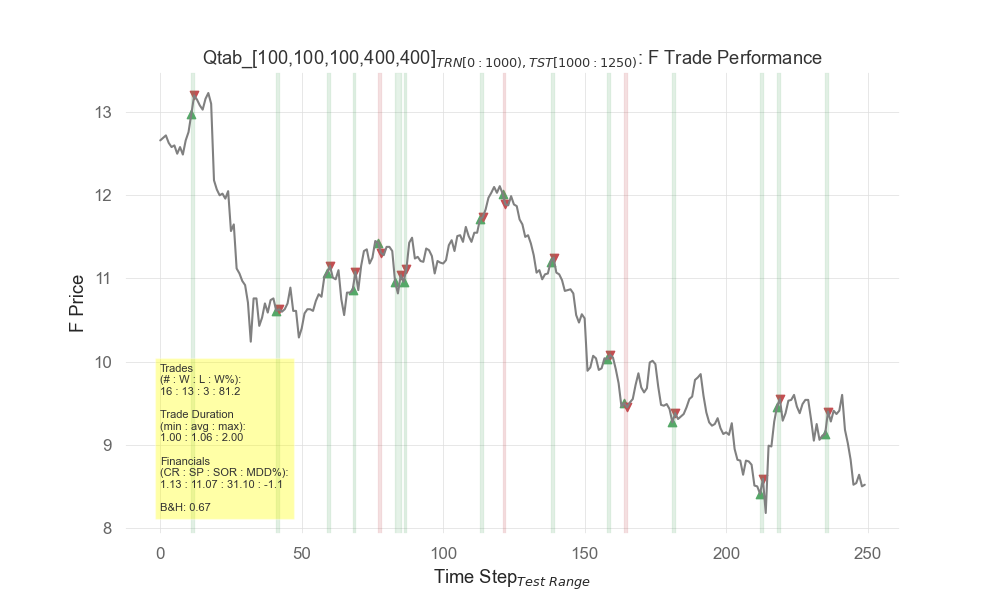 Qtab_[100,100,100,400,400]TRN[0 : 1000), TST[1000 : 1250): F Trade Performance
13
12
11
10
9
8
F Price
Trades
(# : W : L : W%):
16 : 13 : 3 : 81.2
Trade Duration
(min : avg : max):
1.00 : 1.06 : 2.00
Financials
(CR : SP : SOR : MDD%):
1.13 : 11.07 : 31.10 : -1.1
B&H: 0.67
0 50 100 150 200 250
Time StepTest Range